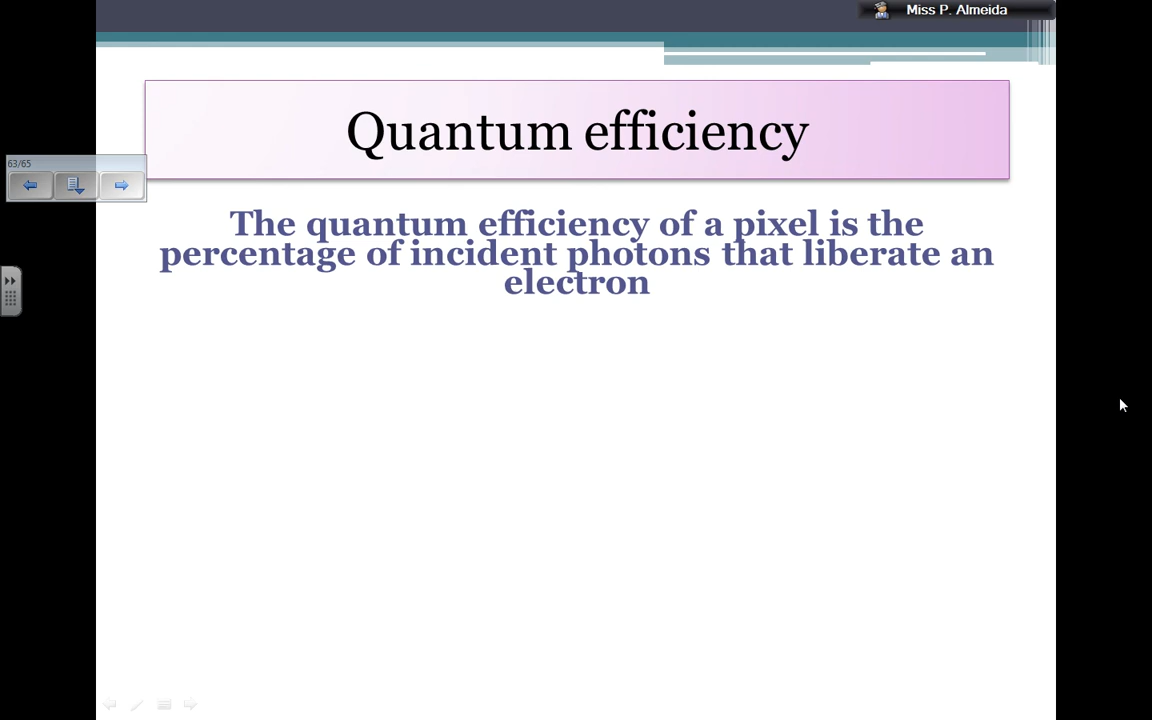 Miss P. Almeida
Quantum efficiency
63/65
The quantum efficiency of a pixel is the
percentage of incident photons that liberate an
electron